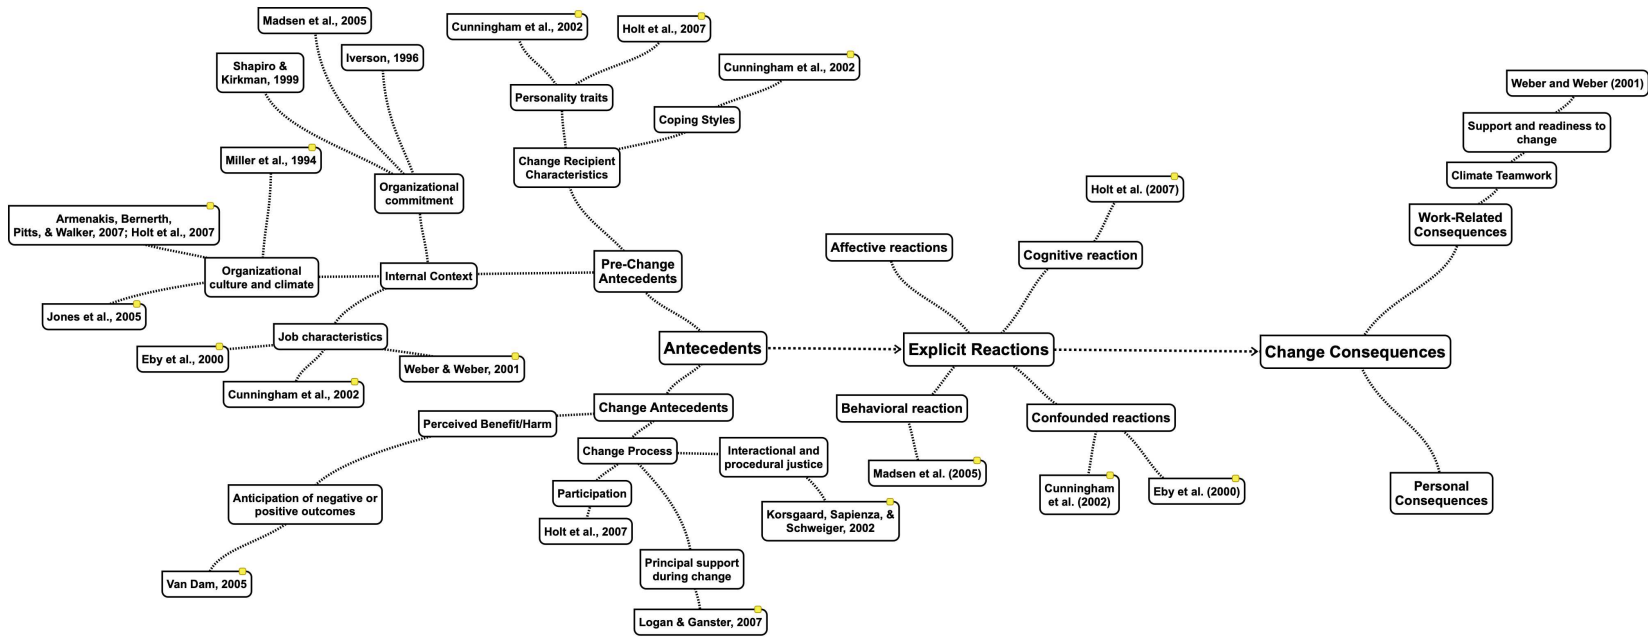 Madsen et al., 2005
Cunningham et al., 2002
Holt et al., 2007
Iverson, 1996
Shapiro &
Kirkman, 1999
Cunningham et al., 2002
Weber and Weber (2001)
Personality traits
Coping Styles
Support and readiness to
change
Miller et al., 1994
Change Recipient
Characteristics
Climate Teamwork
Organizational
commitment
Holt et al. (2007)
Armenakis, Bernerth,
Pitts, & Walker, 2007; Holt et al., 2007
Work-Related
Consequences
Affective reactions
Cognitive reaction
Organizational
culture and climate
Internal Context
Pre-Change
Antecedents
Jones et al., 2005
Job characteristics
Eby et al., 2000
Weber & Weber, 2001
Antecedents
Explicit Reactions
Change Consequences
Cunningham et al., 2002
Perceived Benefit/Harm
Change Antecedents
Behavioral reaction
Confounded reactions
Change Process
Interactional and
procedural justice
Madsen et al. (2005)
Anticipation of negative or
positive outcomes
Participation
Cunningham
et al. (2002)
Eby et al. (2000)
Personal
Consequences
Holt et al., 2007
Korsgaard, Sapienza, &
Schweiger, 2002
Van Dam, 2005
Principal support
during change
Logan & Ganster, 2007